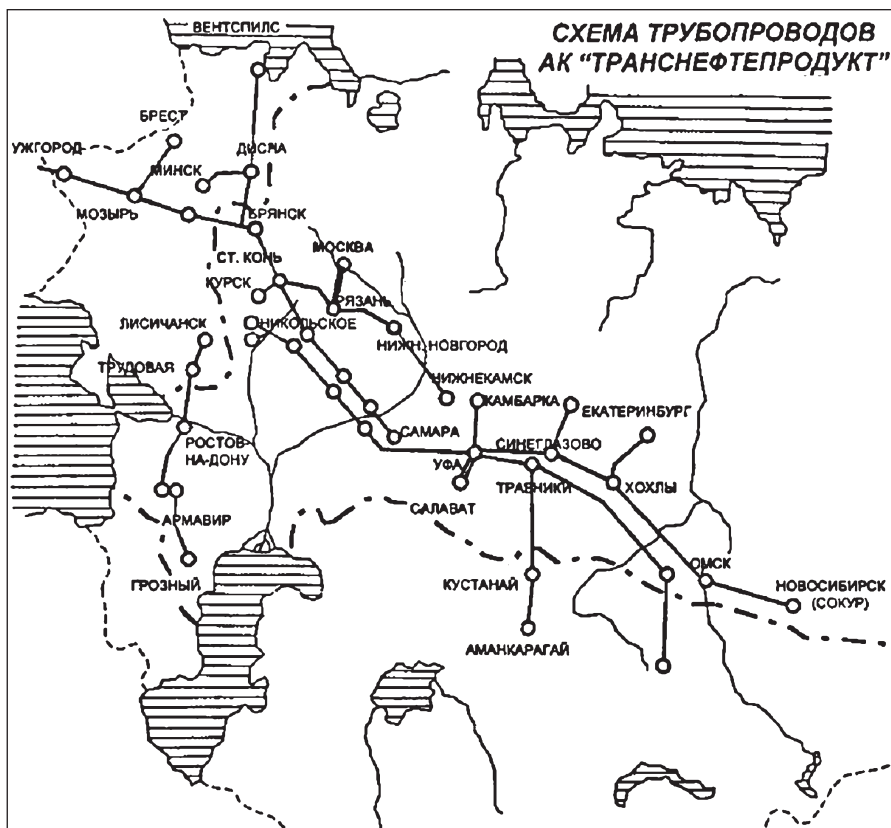 ВЕНТСПИЛС
СХЕМА ТРУБОПРОВОДОВ
АК "ТРАНСНЕФТЕПРОДУКТ"
БРЕСТ
УЖГОРОД
МИНСК
ДИСНА
МОЗЫРЬ
БРЯНСК
МОСКВА
СТ. КОНЬ
КУРСК
РЯЗАНЬ
ЛИСИЧАНСК
НИКОЛЬСКОЕ
НИЖН. НОВГОРОД
ТРУДОВАЯ
НИЖНЕКАМСК
КАМБАРКА
ЕКАТЕРИНБУРГ
РОСТОВ-
НА-ДОНУ
САМАРА
СИНЕГЛАЗОВО
УФА
ТРАВНИКИ
ХОХЛЫ
САЛАВАТ
АРМАВИР
ОМСК
ГРОЗНЫЙ
КУСТАНАЙ
НОВОСИБИРСК
(СОКУР)
АМАНКАРАГАЙ